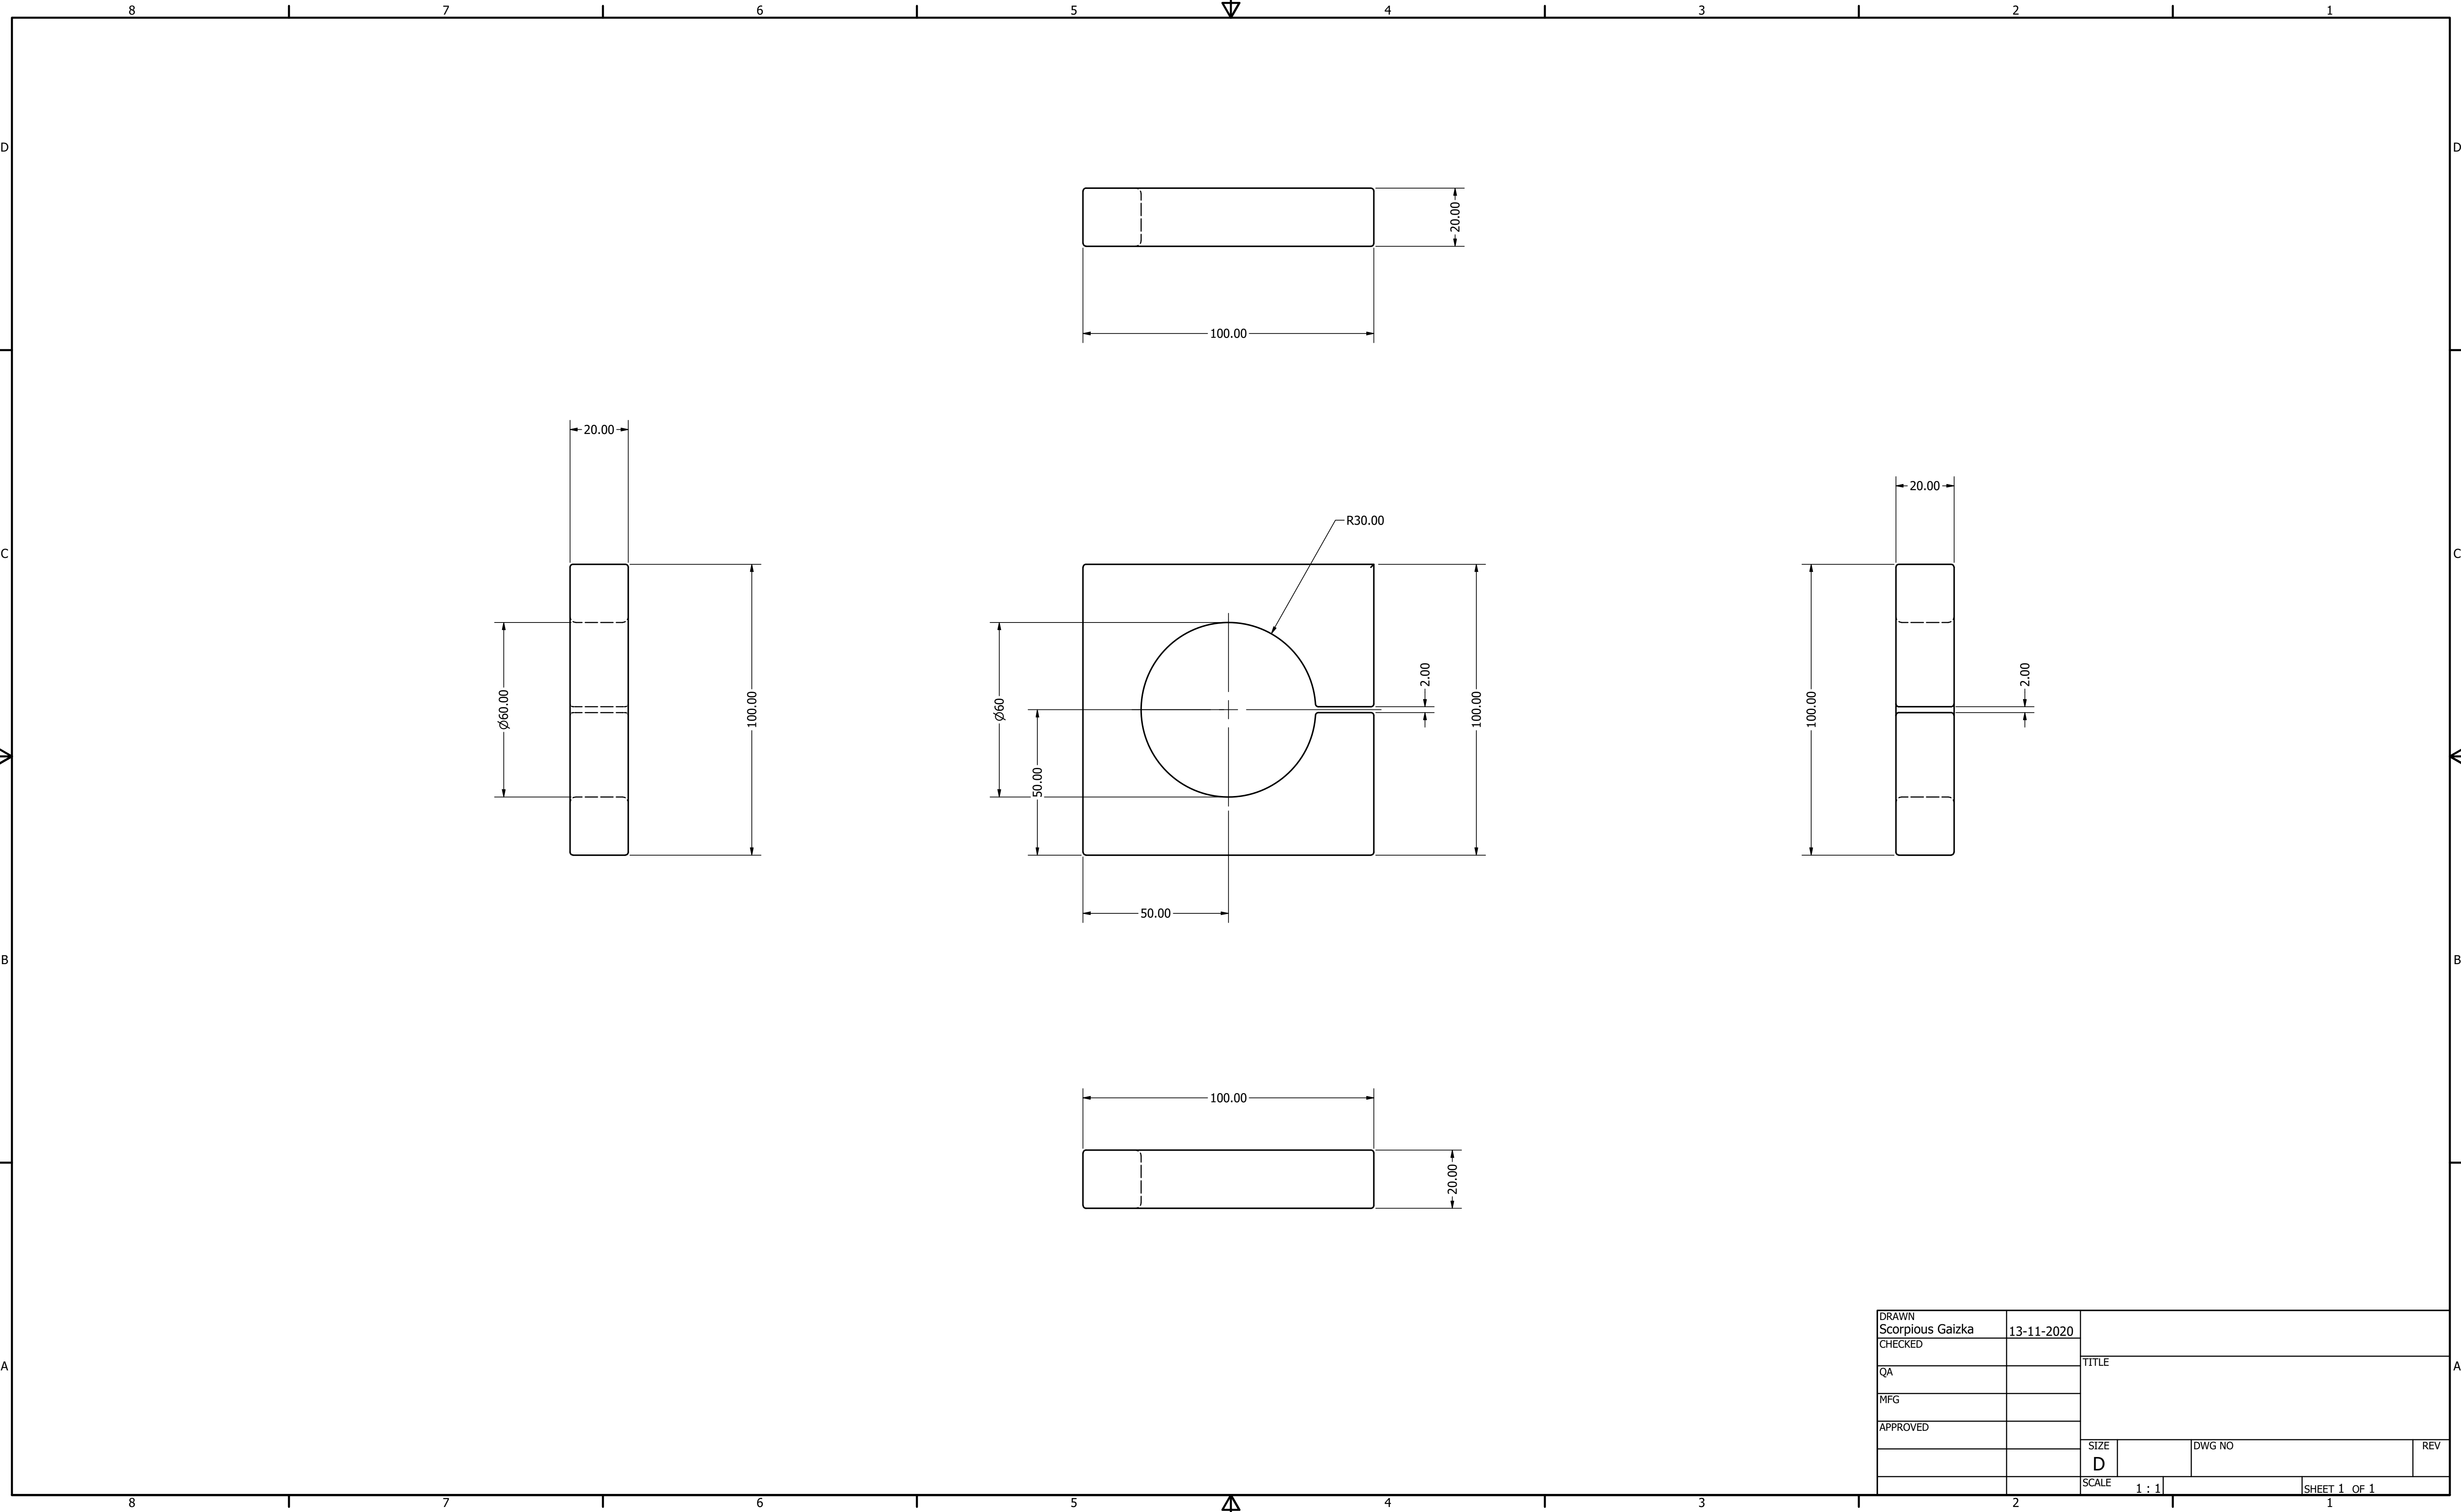 8 7 6 5 4 3 2 1
D D
20.00
100.00
20.00
20.00
R30.00
C C
Ø60.00
100.00
Ø60
50.00
2.00
100.00
100.00
2.00
50.00
B B
100.00
20.00
DRAWN
Scorpious Gaizka 13-11-2020
CHECKED
TITLE
A A
QA
MFG
APPROVED
SIZE DWG NO REV
D
SCALE 1 : 1 SHEET 1 OF 1
8 7 6 5 4 3 2 1